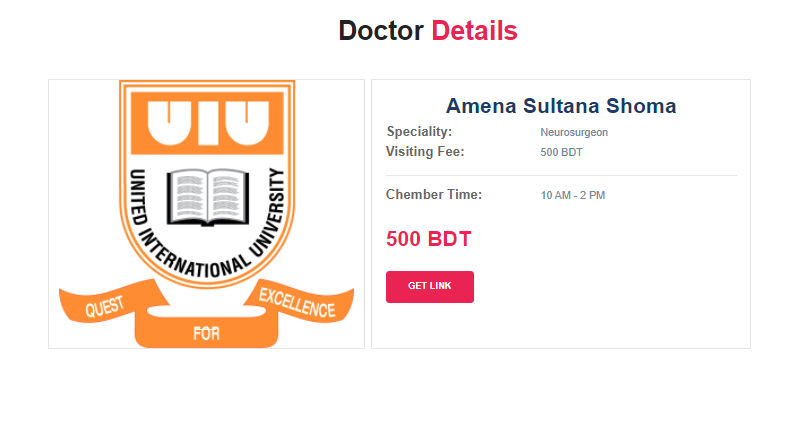 Doctor Details
UIU
UNITED INTERNATIONAL UNIVERSITY
QUEST
FOR
EXCELLENCE
Amena Sultana Shoma
Speciality: Neurosurgeon
Visiting Fee: 500 BDT
Chember Time: 10 AM - 2 PM
500 BDT
GET LINK